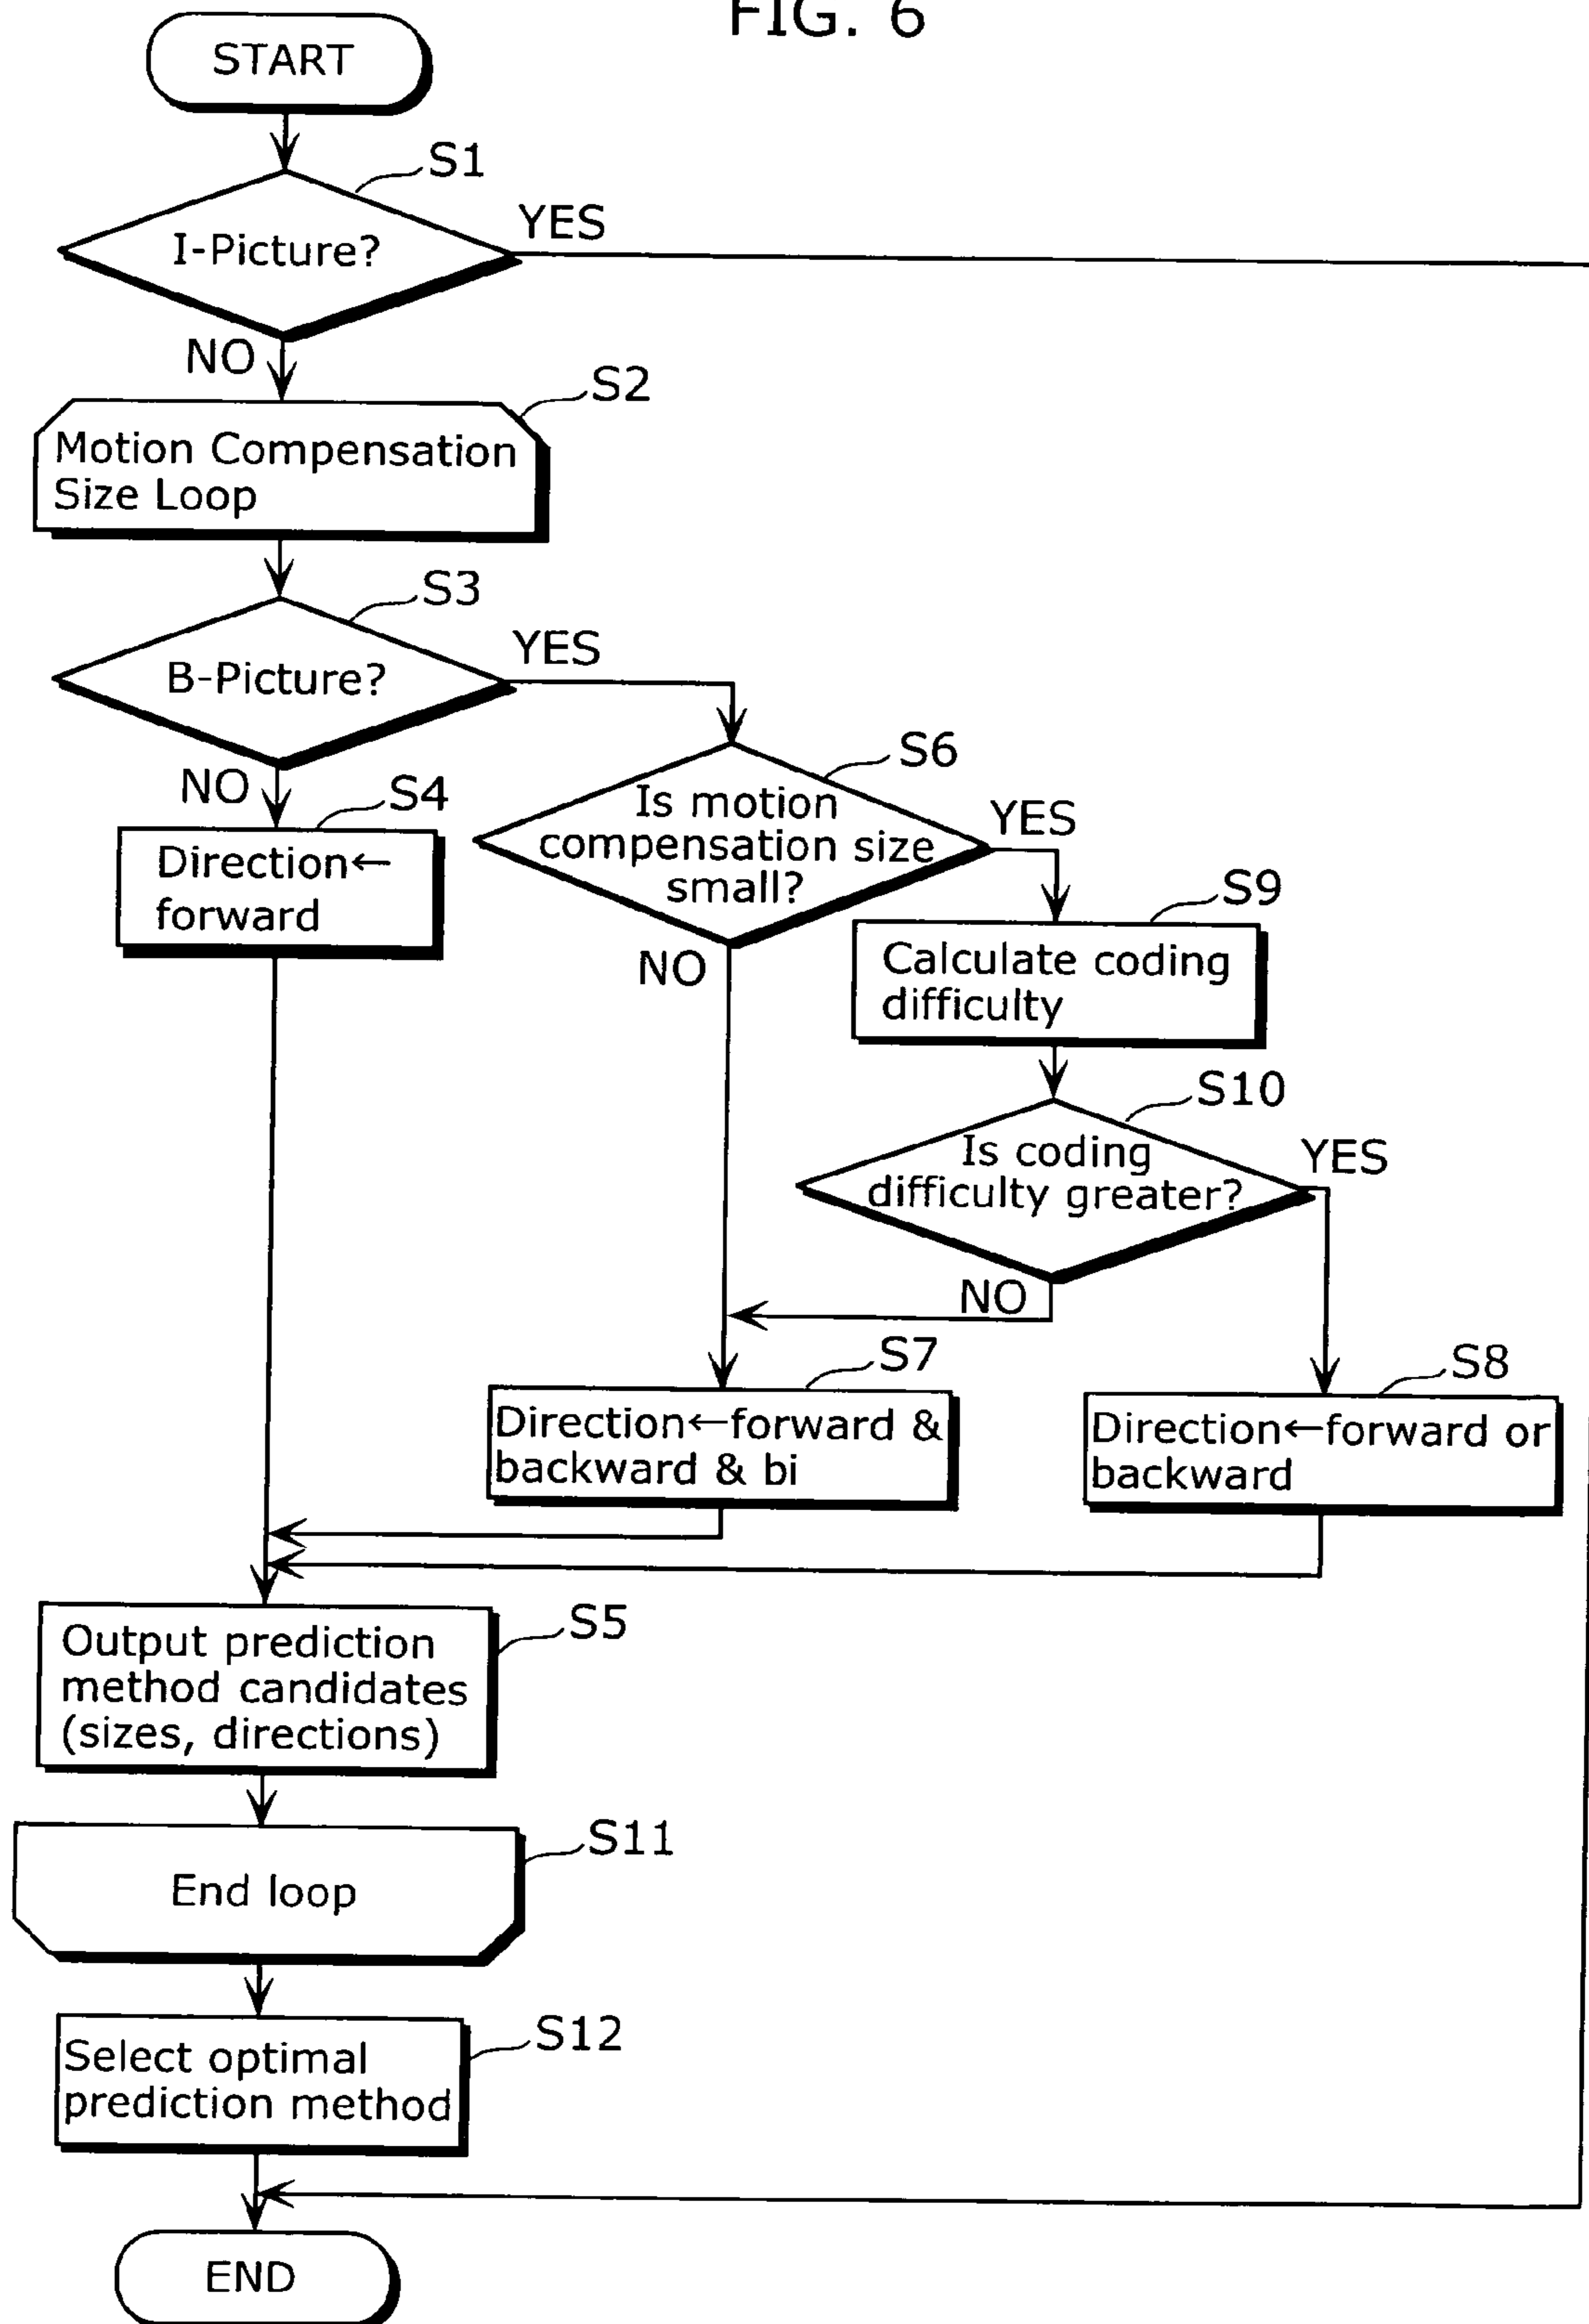 FIG. 6
START
S1
I-Picture?
YES
NO
S2
Motion Compensation
Size Loop
S3
B-Picture?
YES
NO
S4
Direction←
forward
S6
Is motion
compensation size
small?
YES
NO
S9
Calculate coding
difficulty
S10
Is coding
difficulty greater?
YES
NO
S7
Direction←forward &
backward & bi
S8
Direction←forward or
backward
S5
Output prediction
method candidates
(sizes, directions)
S11
End loop
S12
Select optimal
prediction method
END